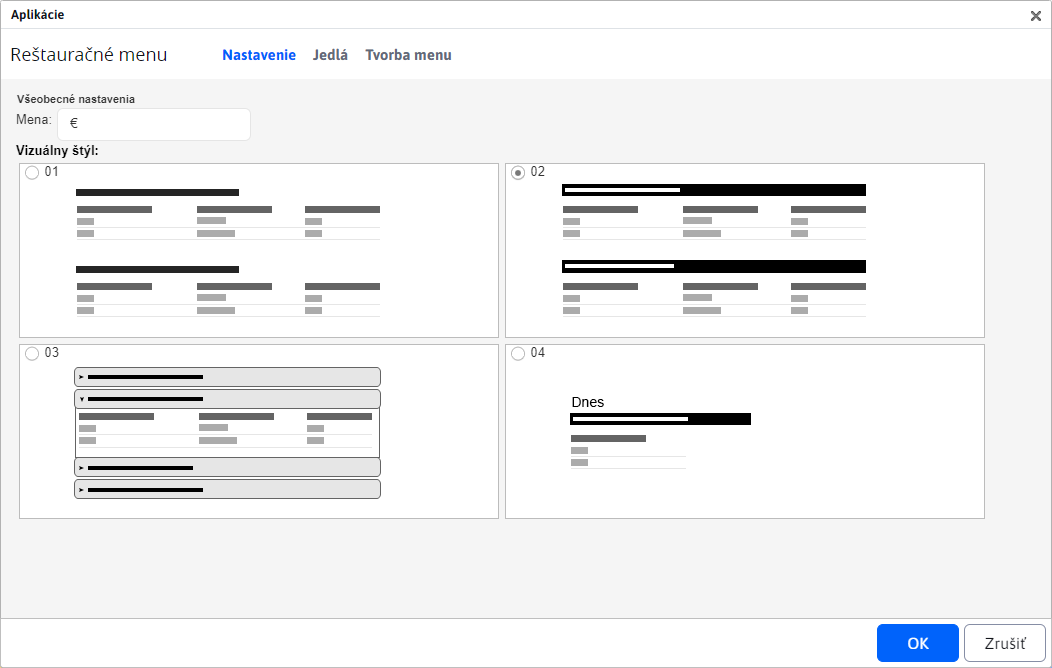 Aplikácie
Reštauračné menu Nastavenie Jedlá Tvorba menu
Všeobecné nastavenia
Mena: €
Vizuálny štýl:
01 02
03 04
Dnes
OK Zrušiť